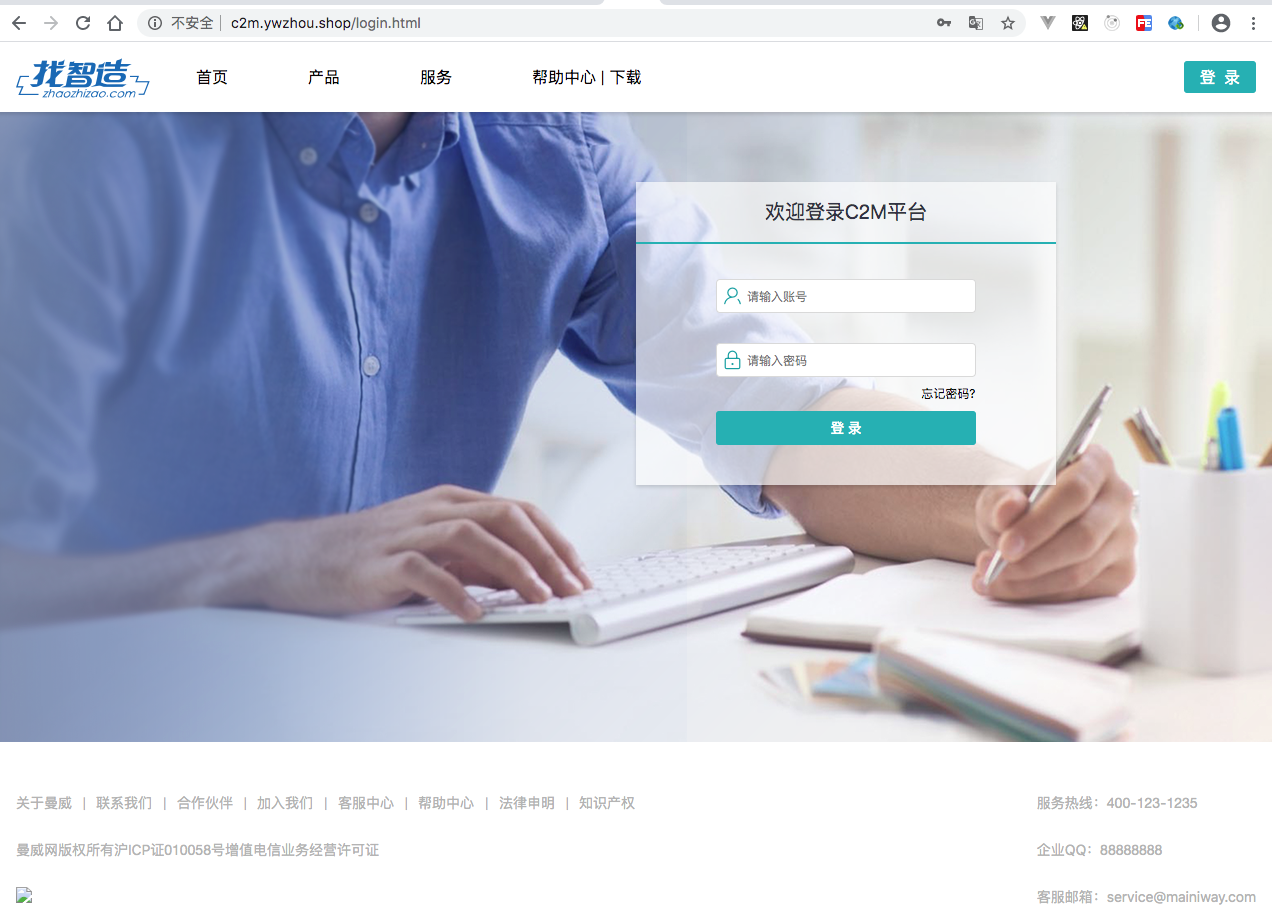 不安全 | c2m.ywzhou.shop/login.html
找智造
zhaozhizao.com
首页 产品 服务 帮助中心 | 下载
登 录
欢迎登录C2M平台
请输入账号
请输入密码
忘记密码?
登 录
关于曼威 | 联系我们 | 合作伙伴 | 加入我们 | 客服中心 | 帮助中心 | 法律申明 | 知识产权
服务热线：400-123-1235
曼威网版权所有沪ICP证010058号增值电信业务经营许可证
企业QQ：88888888
客服邮箱：service@mainiway.com